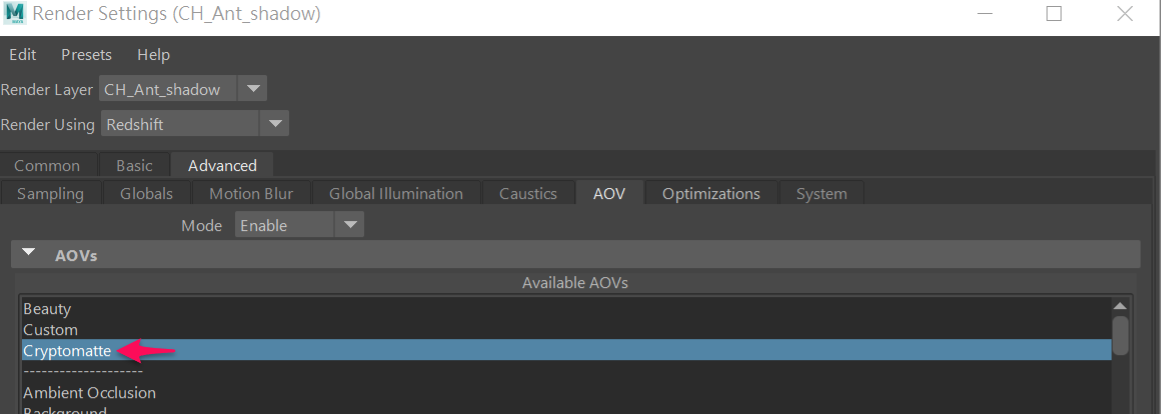 Render Settings (CH_Ant_shadow)
Edit Presets Help
Render Layer CH_Ant_shadow
Render Using Redshift
Common Basic Advanced
Sampling Globals Motion Blur Global Illumination Caustics AOV Optimizations System
Mode Enable
AOVs
Available AOVs
Beauty
Custom
Cryptomatte
--------------------
Ambient Occlusion
Background